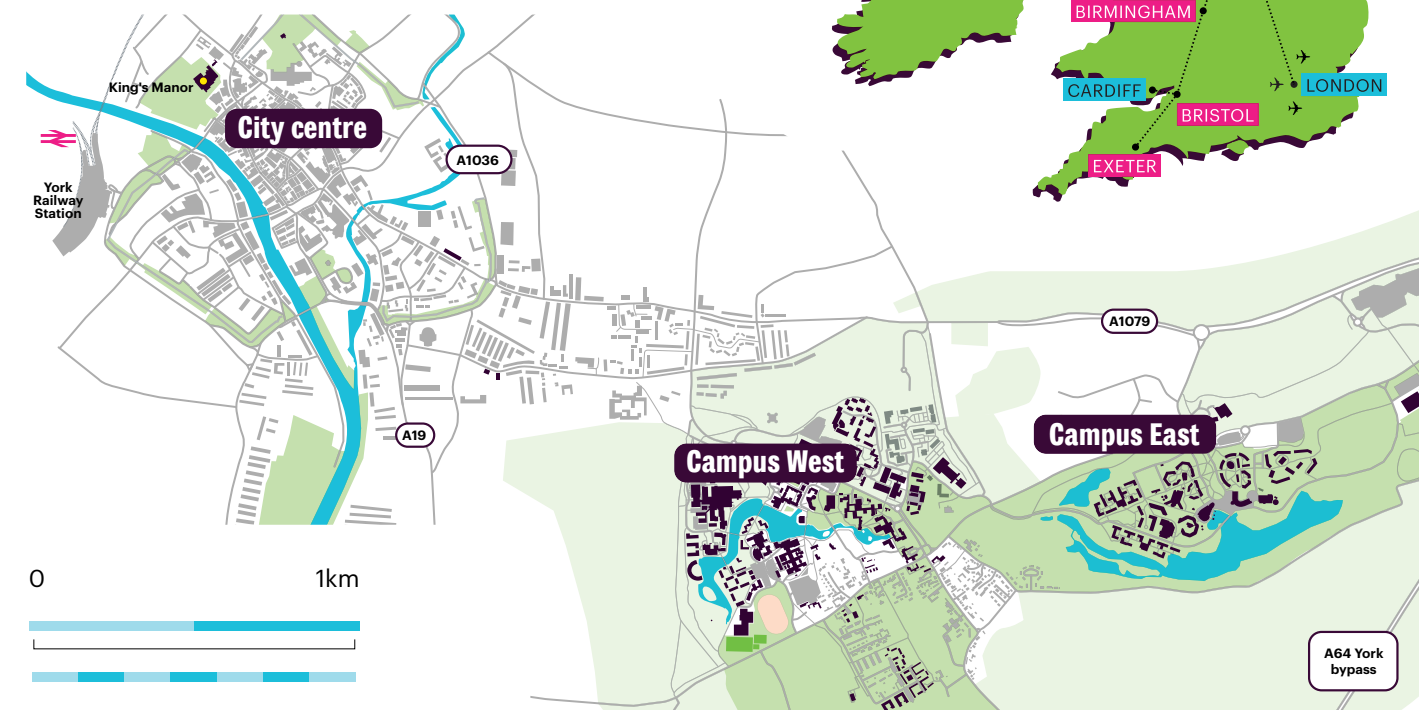 BIRMINGHAM
King's Manor
CARDIFF
LONDON
City centre
BRISTOL
A1036
EXETER
York
Railway
Station
A1079
A19
Campus East
Campus West
0
1km
A64 York
bypass